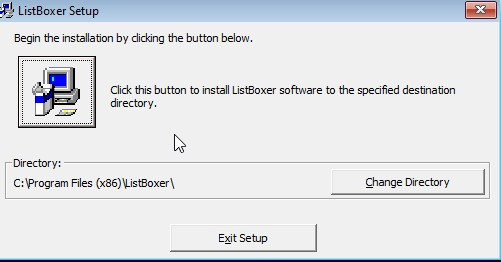 ListBoxer Setup
Begin the installation by clicking the button below.
Click this button to install ListBoxer software to the specified destination
directory.
Directory:
C:\Program Files (x86)\ListBoxer\
Change Directory
Exit Setup